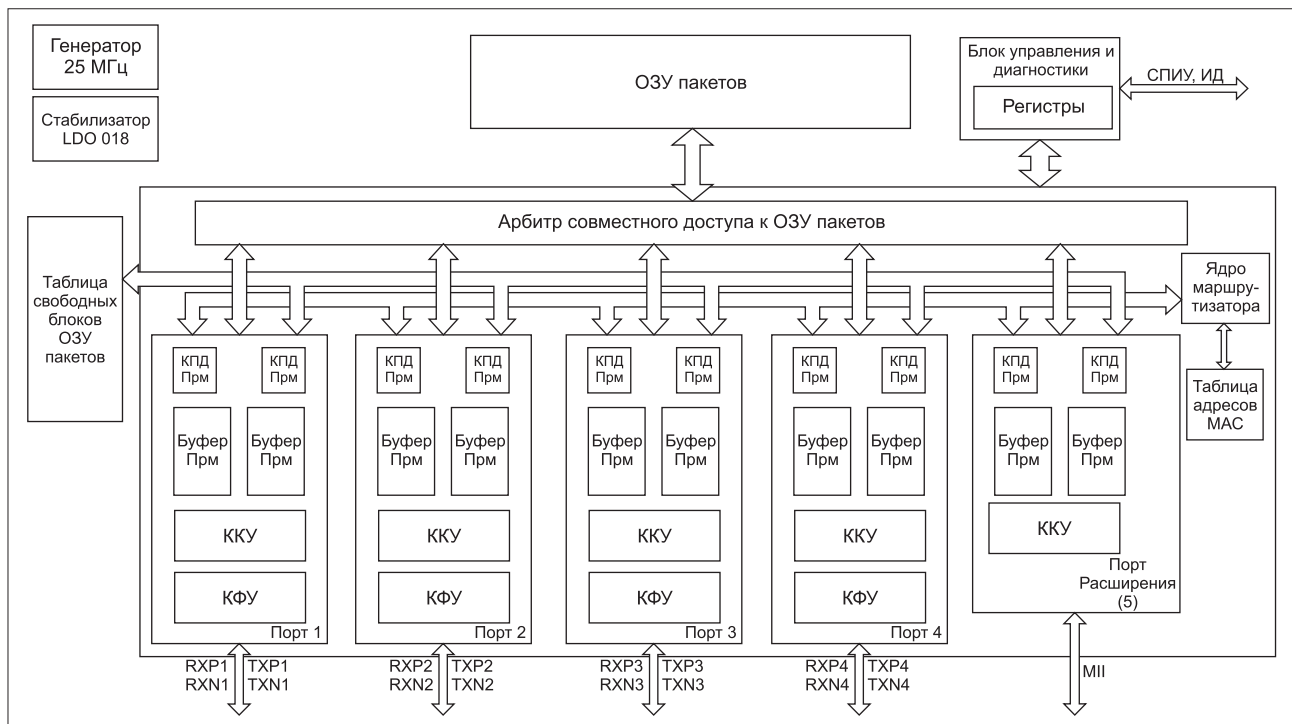 Генератор
25 МГц
Стабилизатор
LDO 018
ОЗУ пакетов
Блок управления и
диагностики
Регистры
СПИУ, ИД
Арбитр совместного доступа к ОЗУ пакетов
Таблица
свободных
блоков
ОЗУ
пакетов
Ядро
маршру-
тизатора
Таблица
адресов
MAC
КПД
Прм
КПД
Прм
Буфер
Прм
Буфер
Прм
ККУ
КФУ
Порт 1
КПД
Прм
КПД
Прм
Буфер
Прм
Буфер
Прм
ККУ
КФУ
Порт 2
КПД
Прм
КПД
Прм
Буфер
Прм
Буфер
Прм
ККУ
КФУ
Порт 3
КПД
Прм
КПД
Прм
Буфер
Прм
Буфер
Прм
ККУ
КФУ
Порт 4
КПД
Прм
КПД
Прм
Буфер
Прм
Буфер
Прм
ККУ
Порт
Расширения
(5)
RXP1 TXP1
RXN1 TXN1
RXP2 TXP2
RXN2 TXN2
RXP3 TXP3
RXN3 TXN3
RXP4 TXP4
RXN4 TXN4
MII